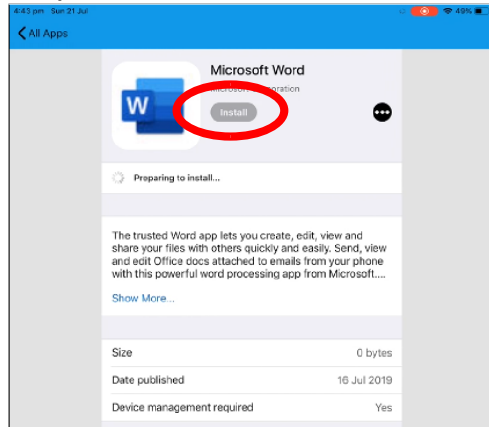 4:43 pm Sun 21 Jul
49%
All Apps
Microsoft Word
Microsoft Corporation
W
Install
Preparing to install...
The trusted Word app lets you create, edit, view and
share your files with others quickly and easily. Send, view
and edit Office docs attached to emails from your phone
with this powerful word processing app from Microsoft....
Show More...
Size 0 bytes
Date published 16 Jul 2019
Device management required Yes